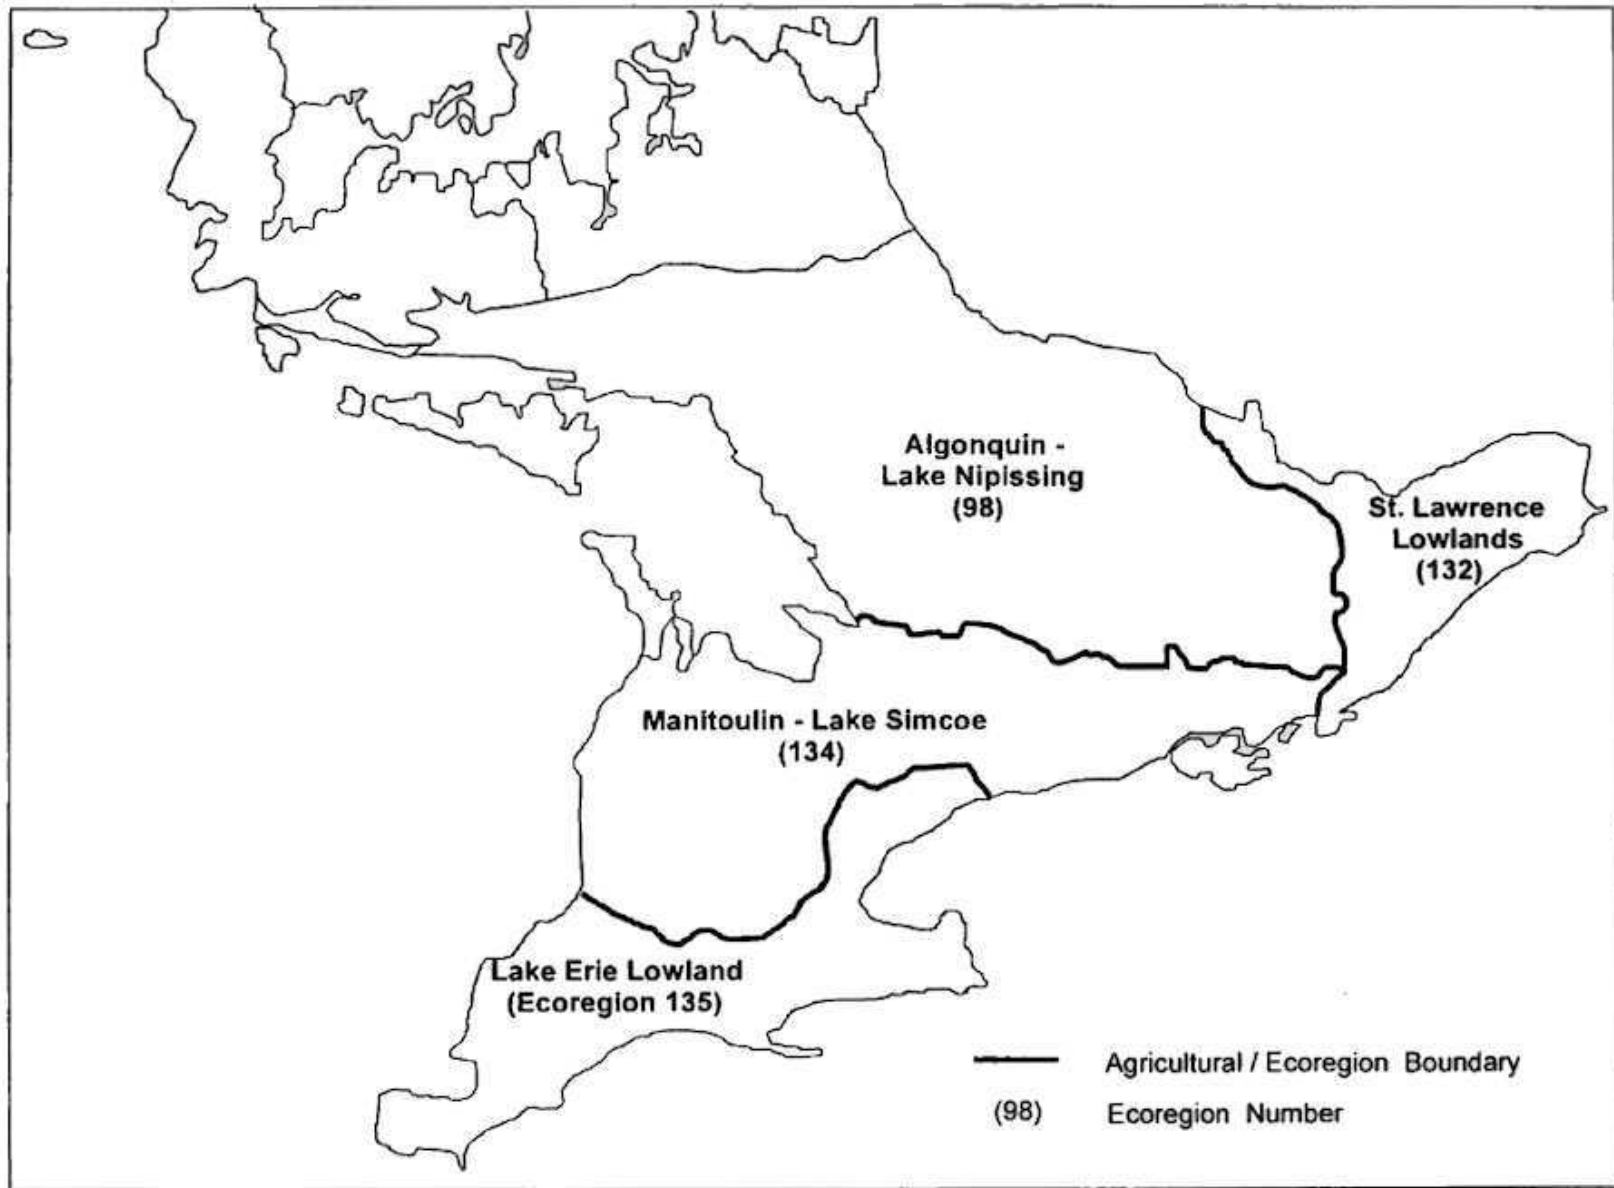 Algonquin -
Lake Nipissing
(98)
St. Lawrence
Lowlands
(132)
Manitoulin - Lake Simcoe
(134)
Lake Erie Lowland
(Ecoregion 135)
Agricultural / Ecoregion Boundary
(98) Ecoregion Number